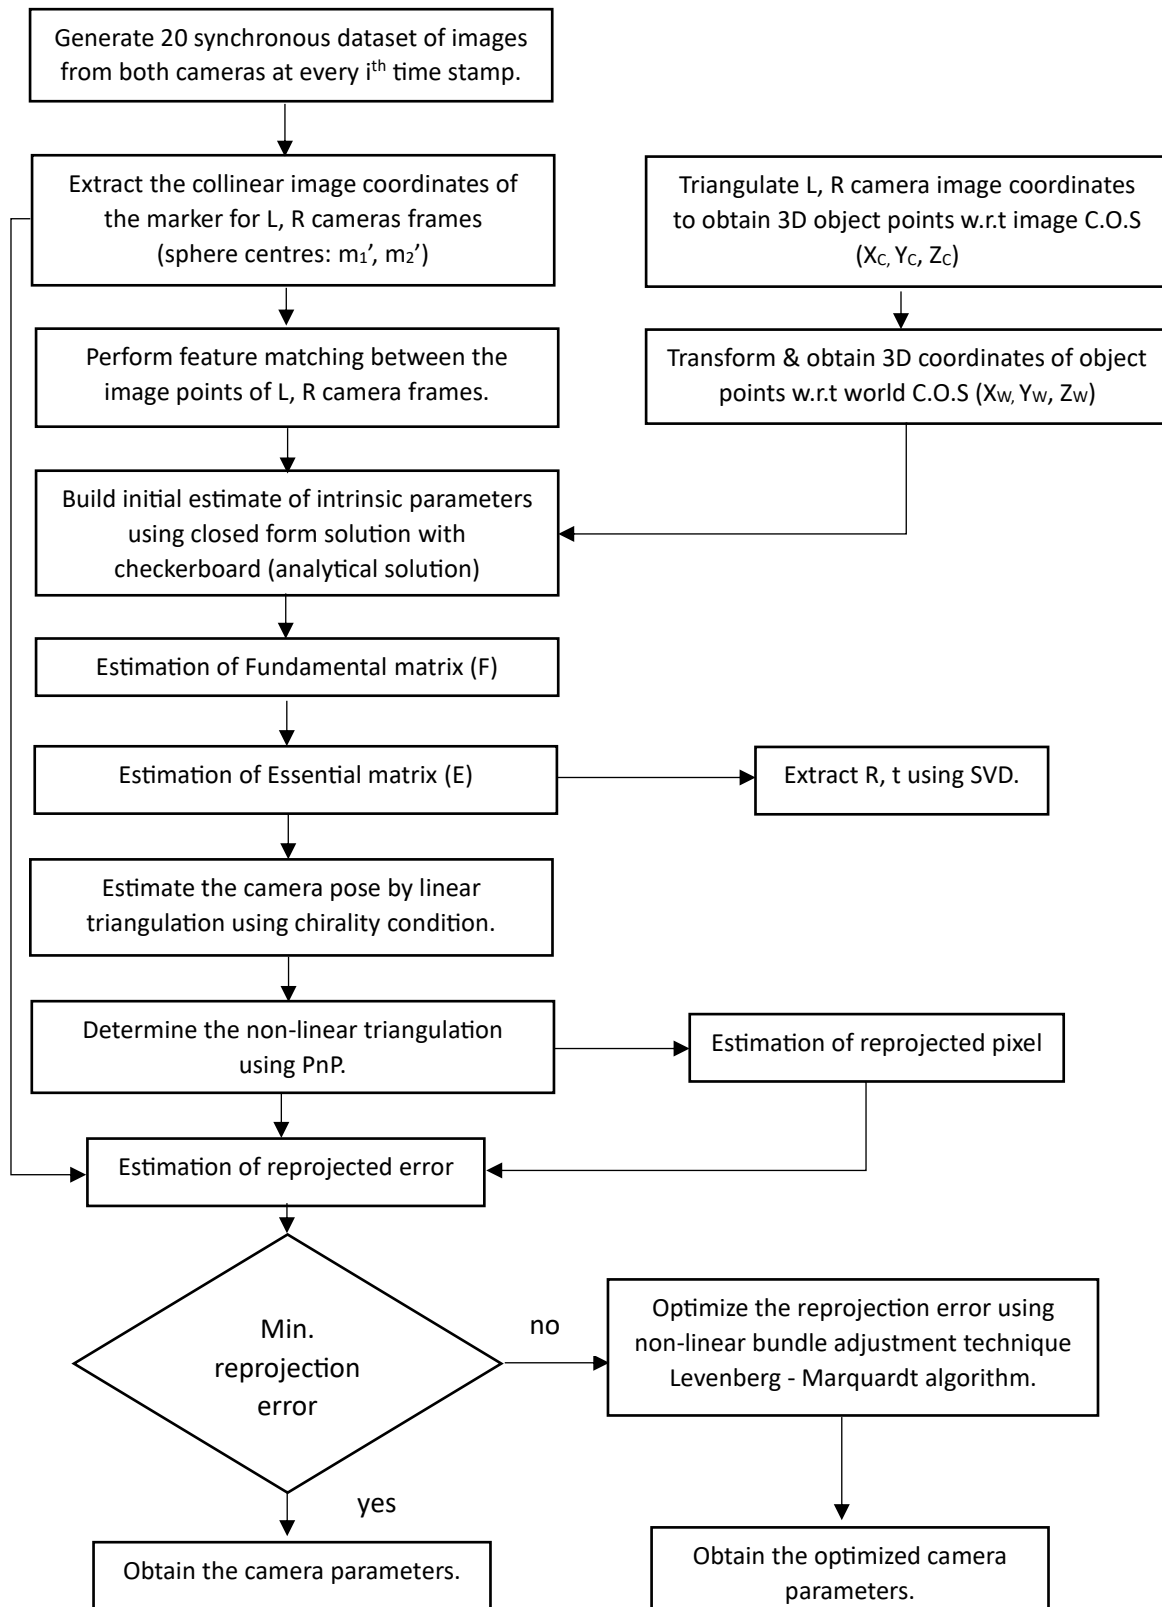 Generate 20 synchronous dataset of images
from both cameras at every iᵗʰ time stamp.
Extract the collinear image coordinates of
the marker for L, R cameras frames
(sphere centres: m₁’, m₂’)
Triangulate L, R camera image coordinates
to obtain 3D object points w.r.t image C.O.S
(XC, YC, ZC)
Perform feature matching between the
image points of L, R camera frames.
Transform & obtain 3D coordinates of object
points w.r.t world C.O.S (XW, YW, ZW)
Build initial estimate of intrinsic parameters
using closed form solution with
checkerboard (analytical solution)
Estimation of Fundamental matrix (F)
Estimation of Essential matrix (E)
Extract R, t using SVD.
Estimate the camera pose by linear
triangulation using chirality condition.
Determine the non-linear triangulation
using PnP.
Estimation of reprojected pixel
Estimation of reprojected error
Min.
reprojection
error
no
Optimize the reprojection error using
non-linear bundle adjustment technique
Levenberg - Marquardt algorithm.
yes
Obtain the camera parameters.
Obtain the optimized camera
parameters.